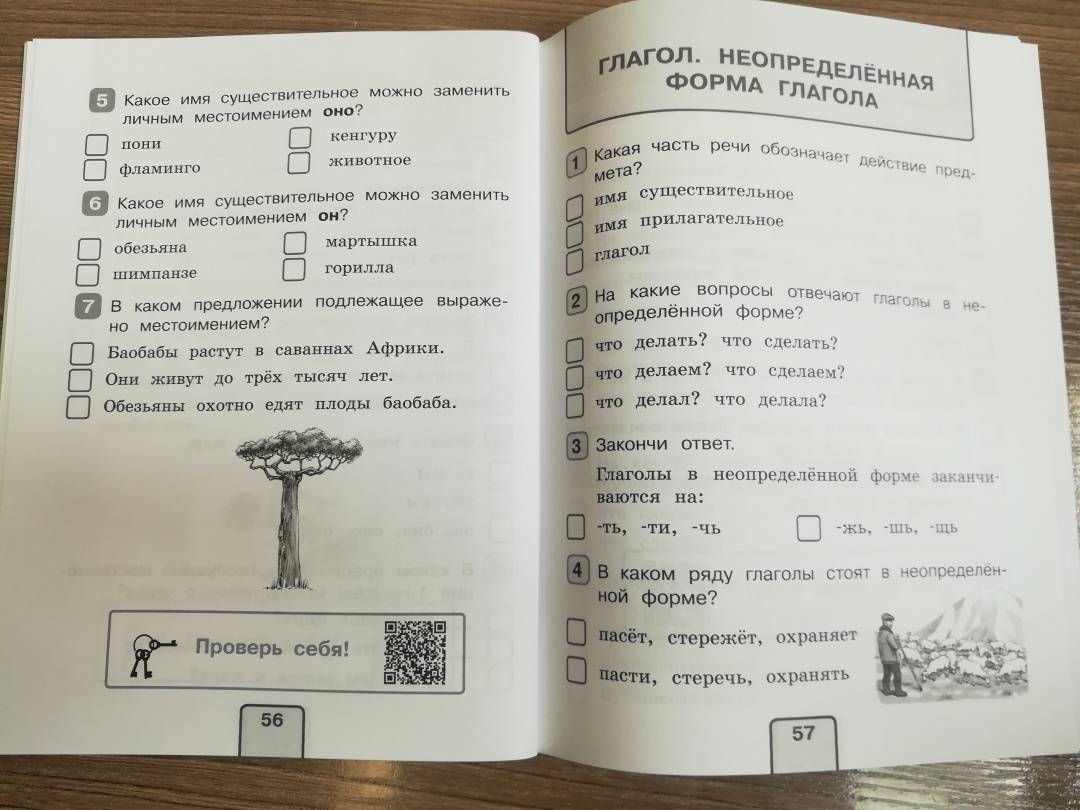 5 Какое имя существительное можно заменить
личным местоимением оно?
пони
кенгуру
фламинго
животное
6 Какое имя существительное можно заменить
личным местоимением он?
обезьяна
мартышка
шимпанзе
горилла
7 В каком предложении подлежащее выраже-
но местоимением?
Баобабы растут в саваннах Африки.
Они живут до трёх тысяч лет.
Обезьяны охотно едят плоды баобаба.
Проверь себя!
56
ГЛАГОЛ. НЕОПРЕДЕЛЁННАЯ
ФОРМА ГЛАГОЛА
1 Какая часть речи обозначает действие пред-
мета?
имя существительное
имя прилагательное
глагол
2 На какие вопросы отвечают глаголы в не-
определённой форме?
что делать? что сделать?
что делаем? что сделаем?
что делал? что делала?
3 Закончи ответ.
Глаголы в неопределённой форме заканчи-
ваются на:
-ть, -ти, -чь
-жь, -шь, -щь
4 В каком ряду глаголы стоят в неопределён-
ной форме?
пасёт, стережёт, охраняет
пасти, стеречь, охранять
57